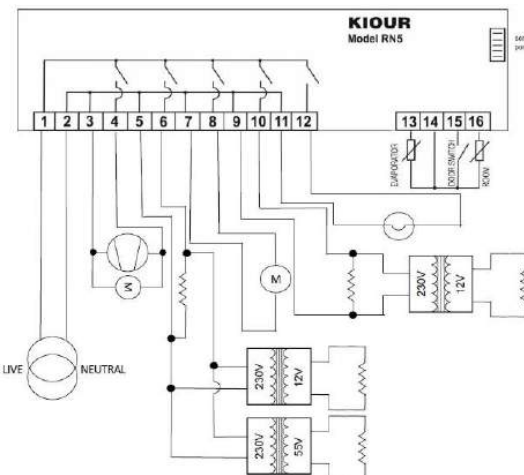 KIOUR
Model RN5
1 2 3 4 5 6 7 8 9 10 11 12
13 14 15 16
EVAPORATOR
DOOR SWITCH
ROOM
M
M
230V
12V
LIVE
NEUTRAL
230V
12V
230V
55V